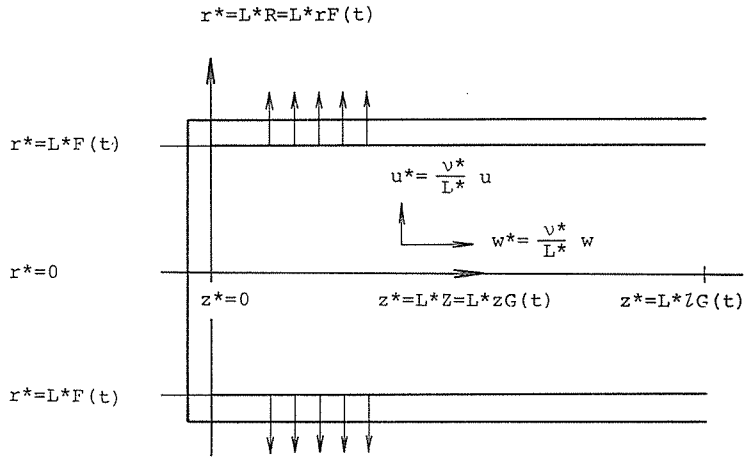 r*=L*R=L*rF(t)
r*=L*F(t)
u*= ν*/L* u
w*= ν*/L* w
r*=0
z*=0
z*=L*Z=L*zG(t)
z*=L*lG(t)
r*=L*F(t)